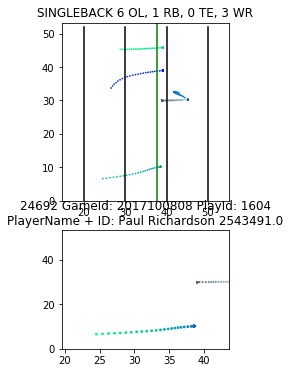 SINGLEBACK 6 OL, 1 RB, 0 TE, 3 WR
50
40
30
20
10
0
20 30 40 50
24692 GameId: 2017100808 PlayId: 1604
PlayerName + ID: Paul Richardson 2543491.0
40
20
0
20 25 30 35 40